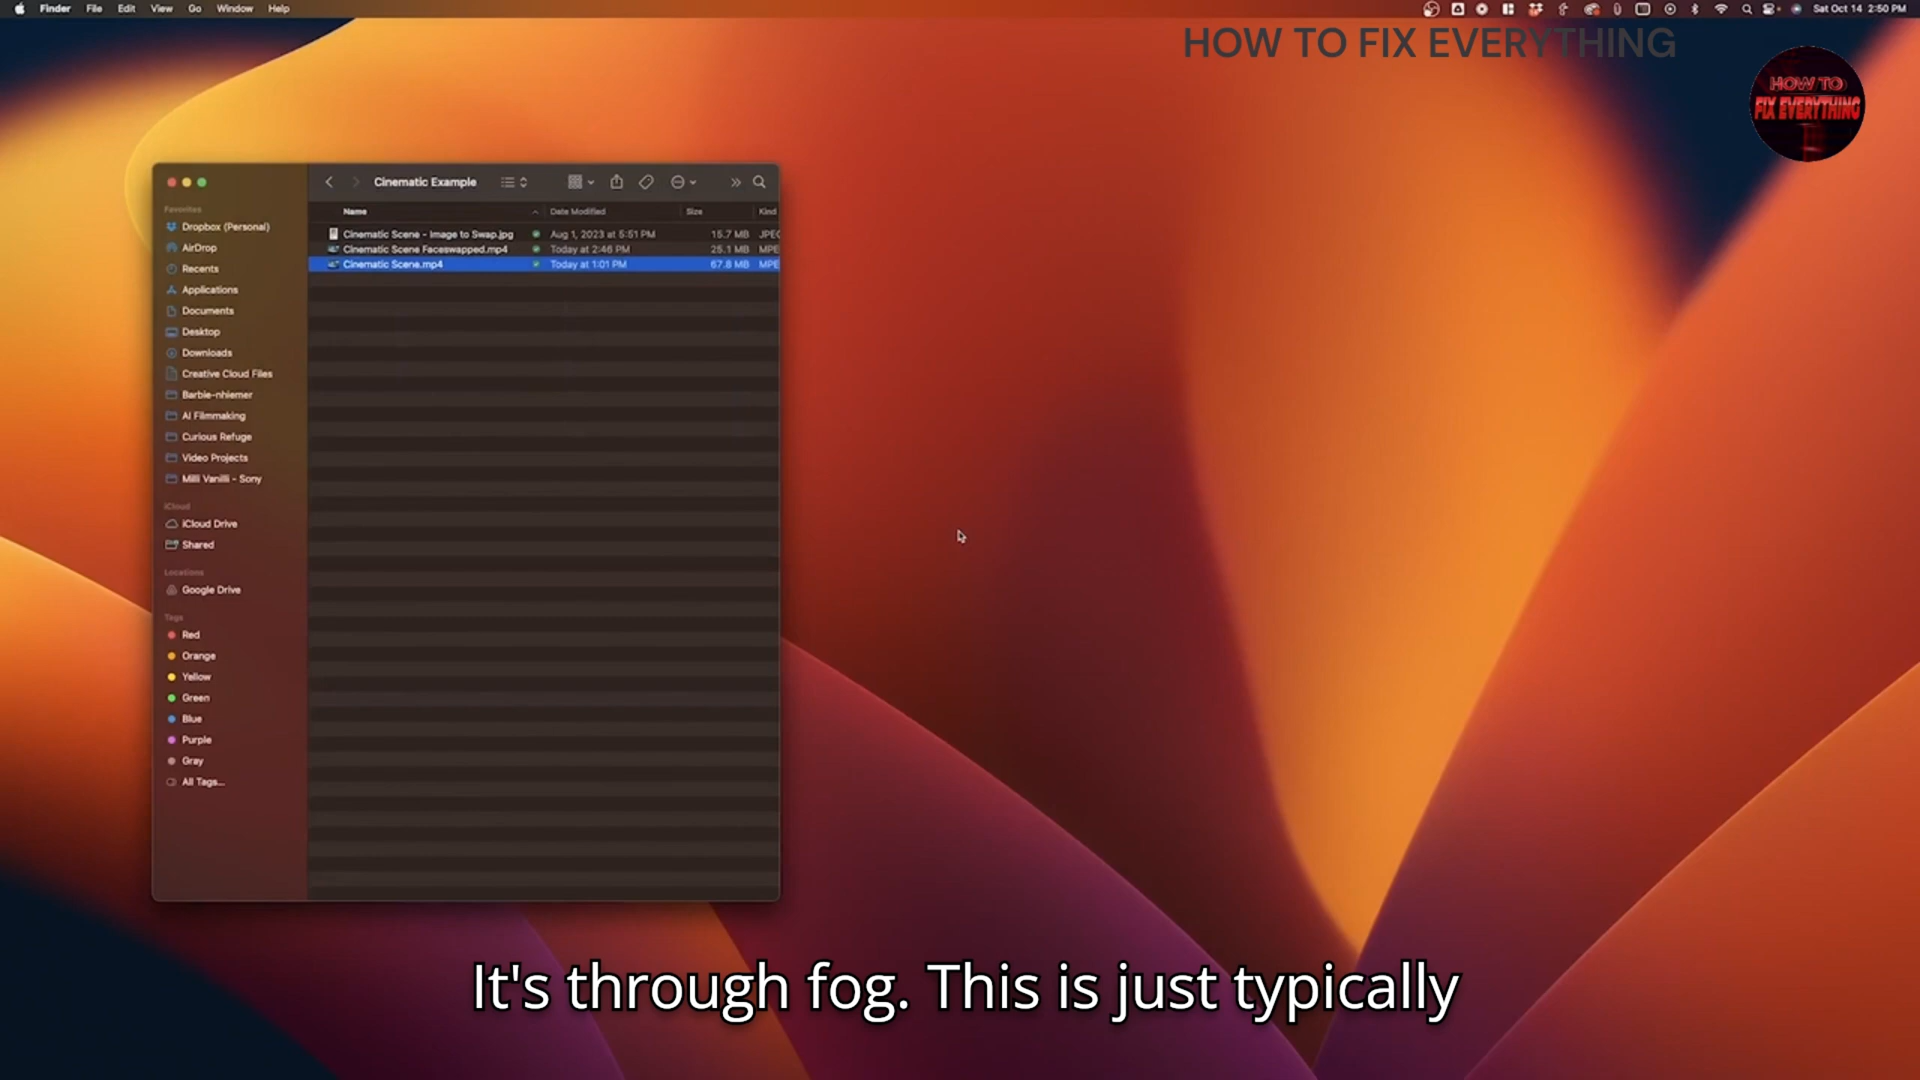 Finder File Edit View Go Window Help
Sat Oct 14 2:50 PM
HOW TO FIX EVERYTHING
HOW TO
FIX EVERYTHING
Cinematic Example
Favorites
Dropbox (Personal)
AirDrop
Recents
Applications
Documents
Desktop
Downloads
Creative Cloud Files
Barbie-nhiemer
AI Filmmaking
Curious Refuge
Video Projects
Milli Vanilli - Sony
iCloud
iCloud Drive
Shared
Locations
Google Drive
Tags
Red
Orange
Yellow
Green
Blue
Purple
Gray
All Tags...
Name Date Modified Size Kind
Cinematic Scene - Image to Swap.jpg Aug 1, 2023 at 5:51 PM 15.7 MB JPEG
Cinematic Scene Faceswapped.mp4 Today at 2:46 PM 25.1 MB MPE
Cinematic Scene.mp4 Today at 1:01 PM 67.8 MB MPE
It's through fog. This is just typically